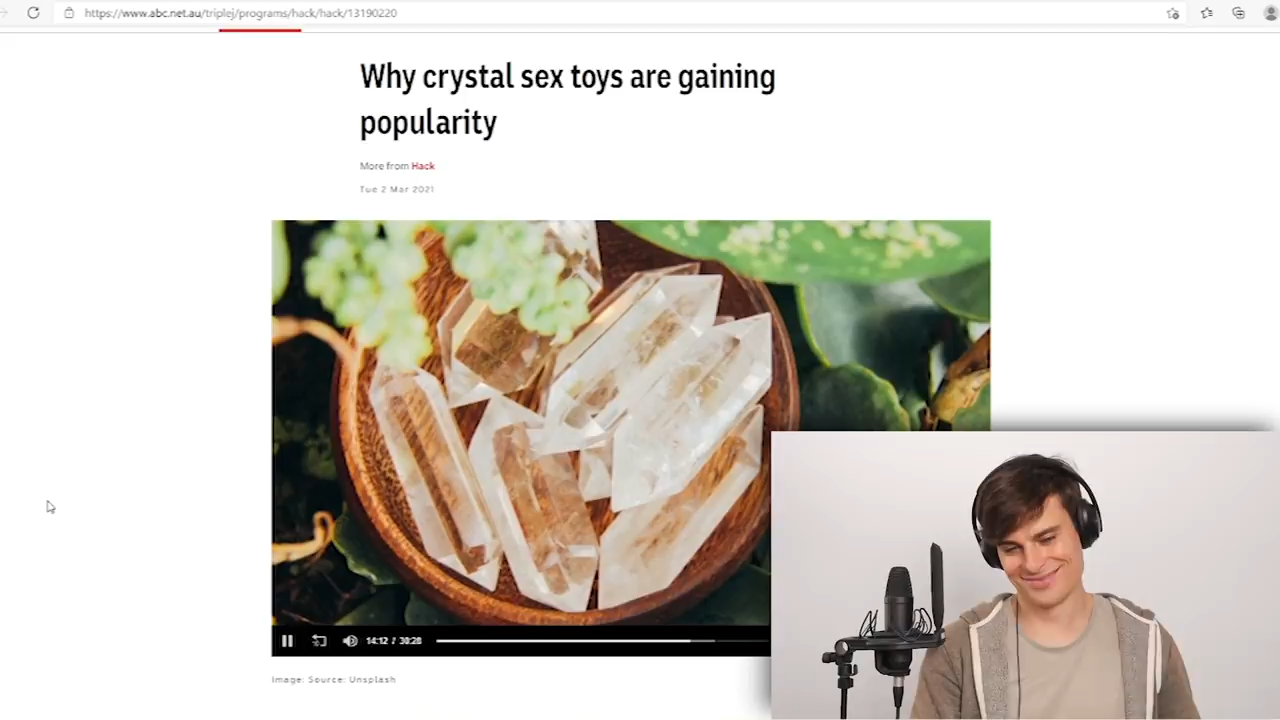 https://www.abc.net.au/triplej/programs/hack/hack/13190220
Why crystal sex toys are gaining
popularity
More from Hack
Tue 2 Mar 2021
14:12 / 30:28
Image: Source: Unsplash